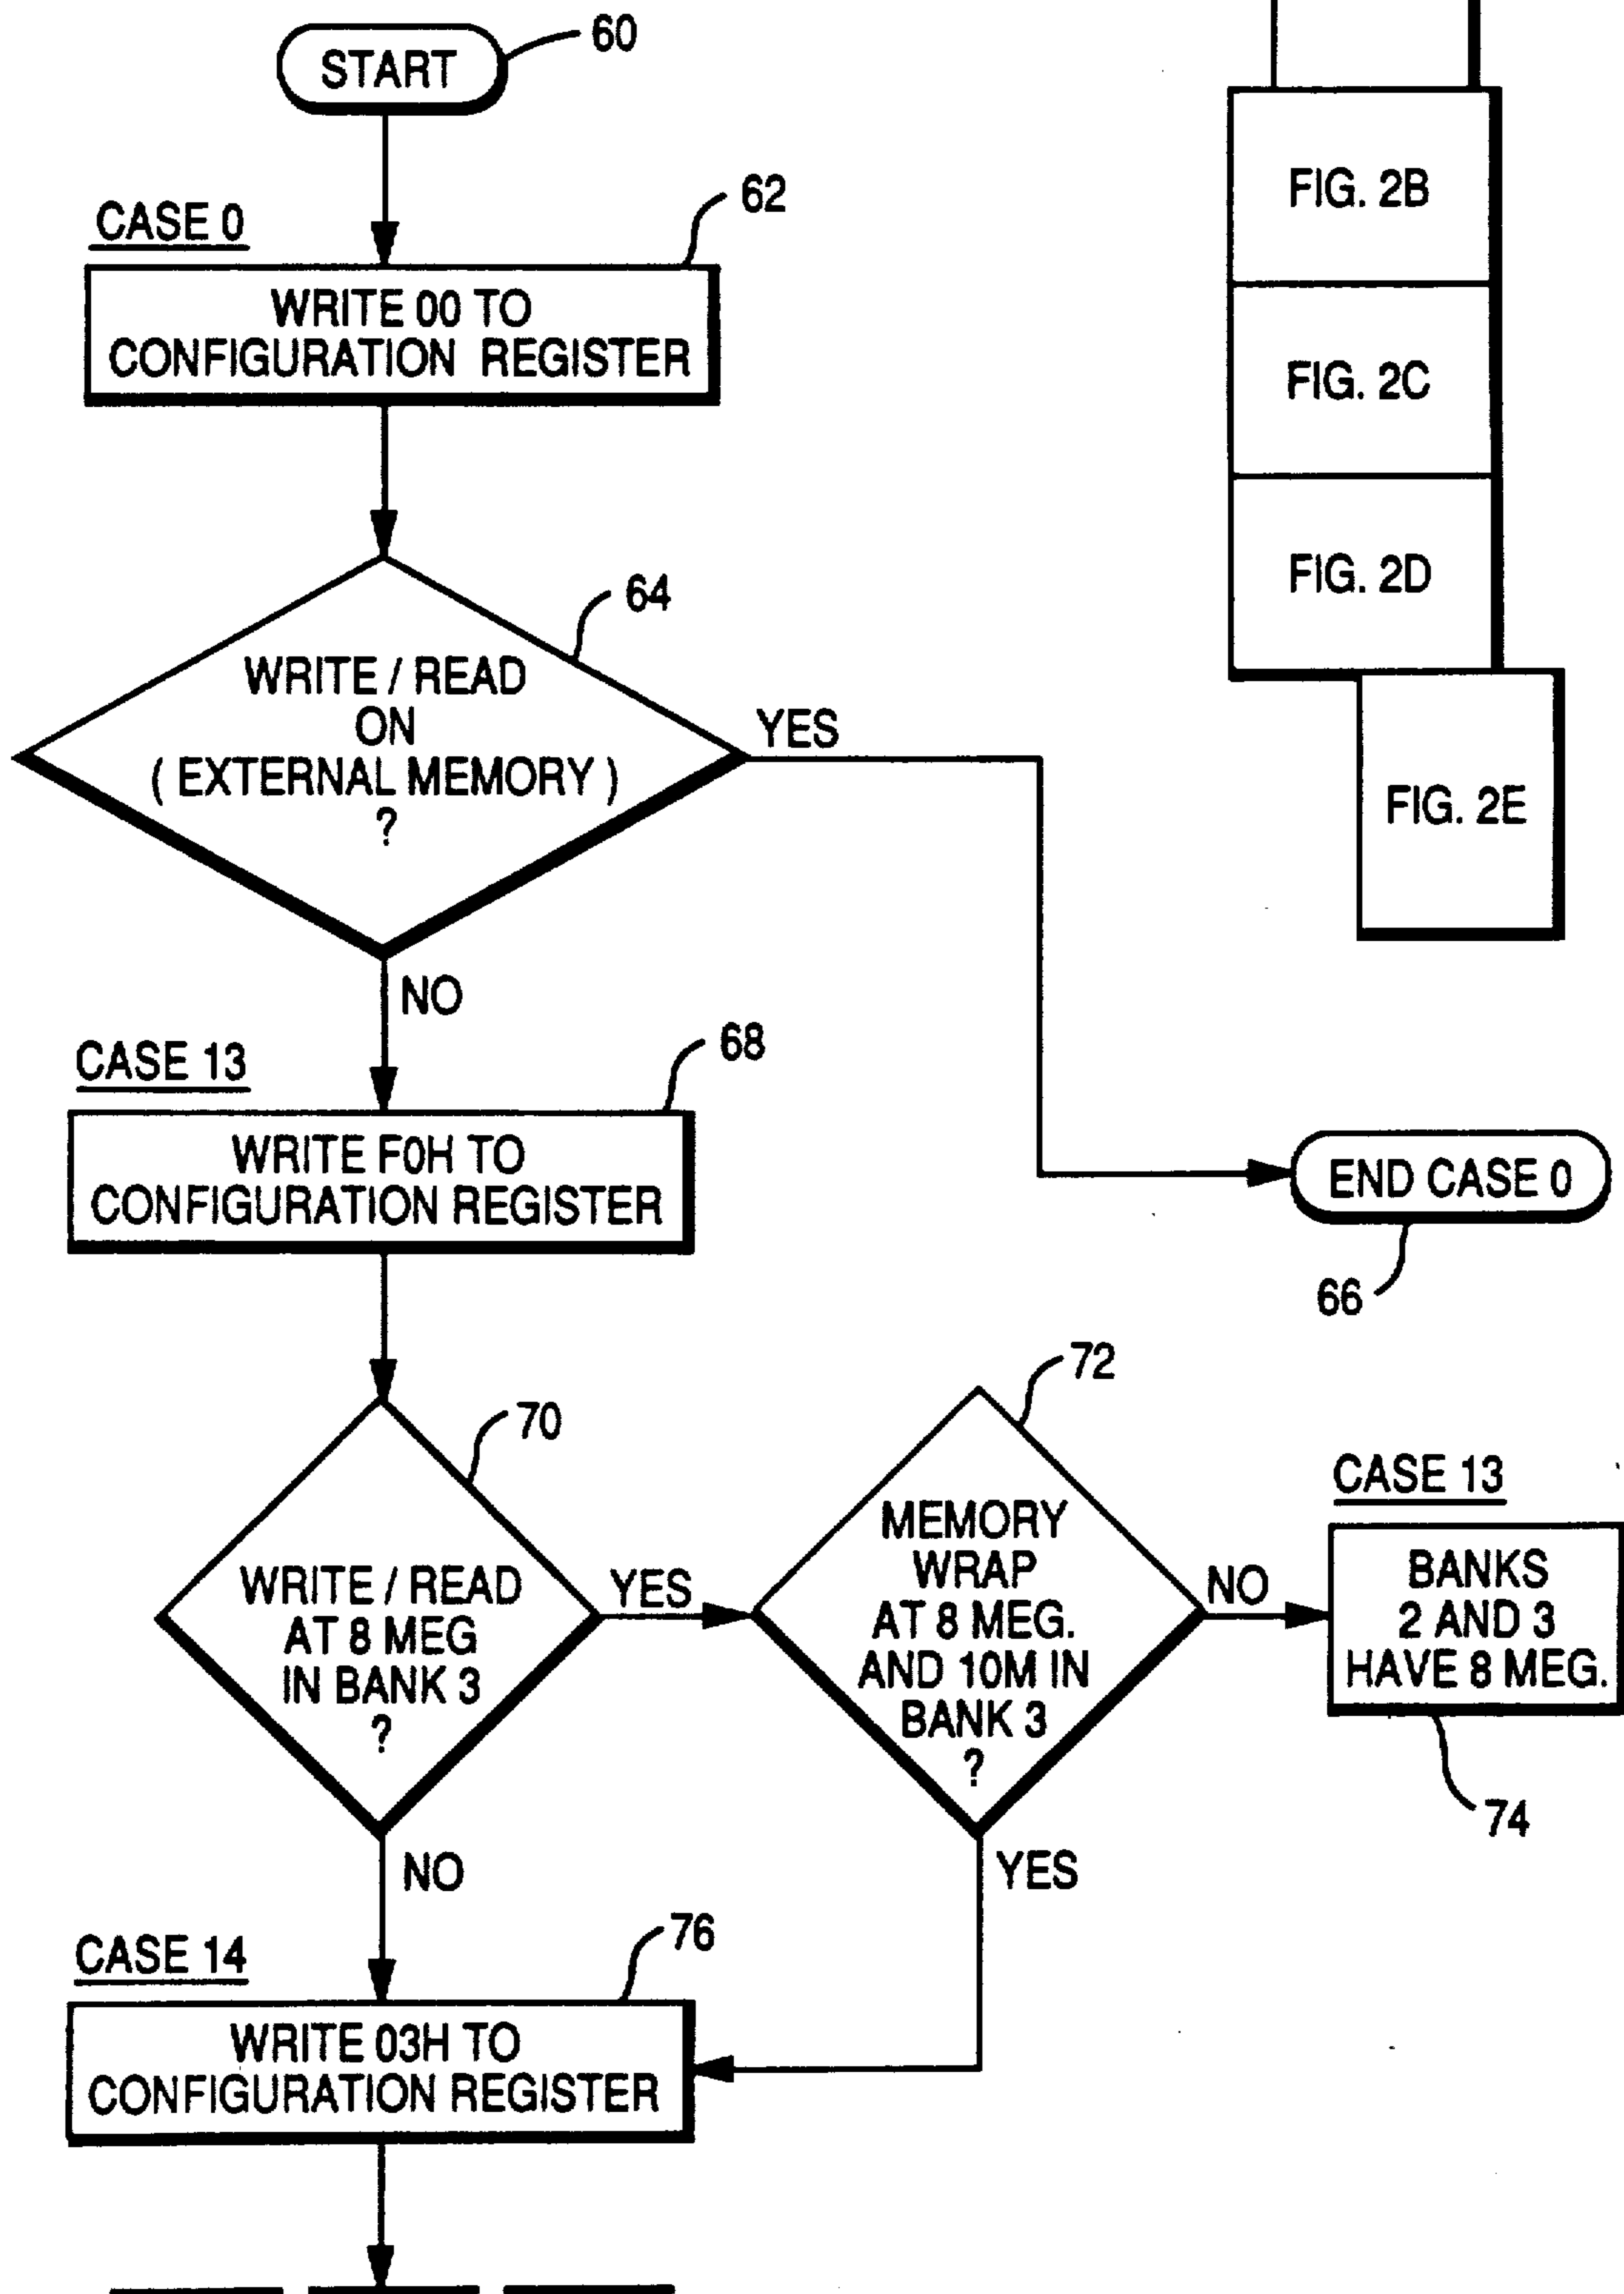 START
60
CASE 0
62
WRITE 00 TO
CONFIGURATION REGISTER
64
WRITE / READ
ON
( EXTERNAL MEMORY )
?
YES
NO
END CASE 0
66
CASE 13
68
WRITE F0H TO
CONFIGURATION REGISTER
70
WRITE / READ
AT 8 MEG
IN BANK 3
?
YES
NO
72
MEMORY
WRAP
AT 8 MEG.
AND 10M IN
BANK 3
?
NO
YES
CASE 13
BANKS
2 AND 3
HAVE 8 MEG.
74
CASE 14
76
WRITE 03H TO
CONFIGURATION REGISTER
FIG. 2B
FIG. 2C
FIG. 2D
FIG. 2E